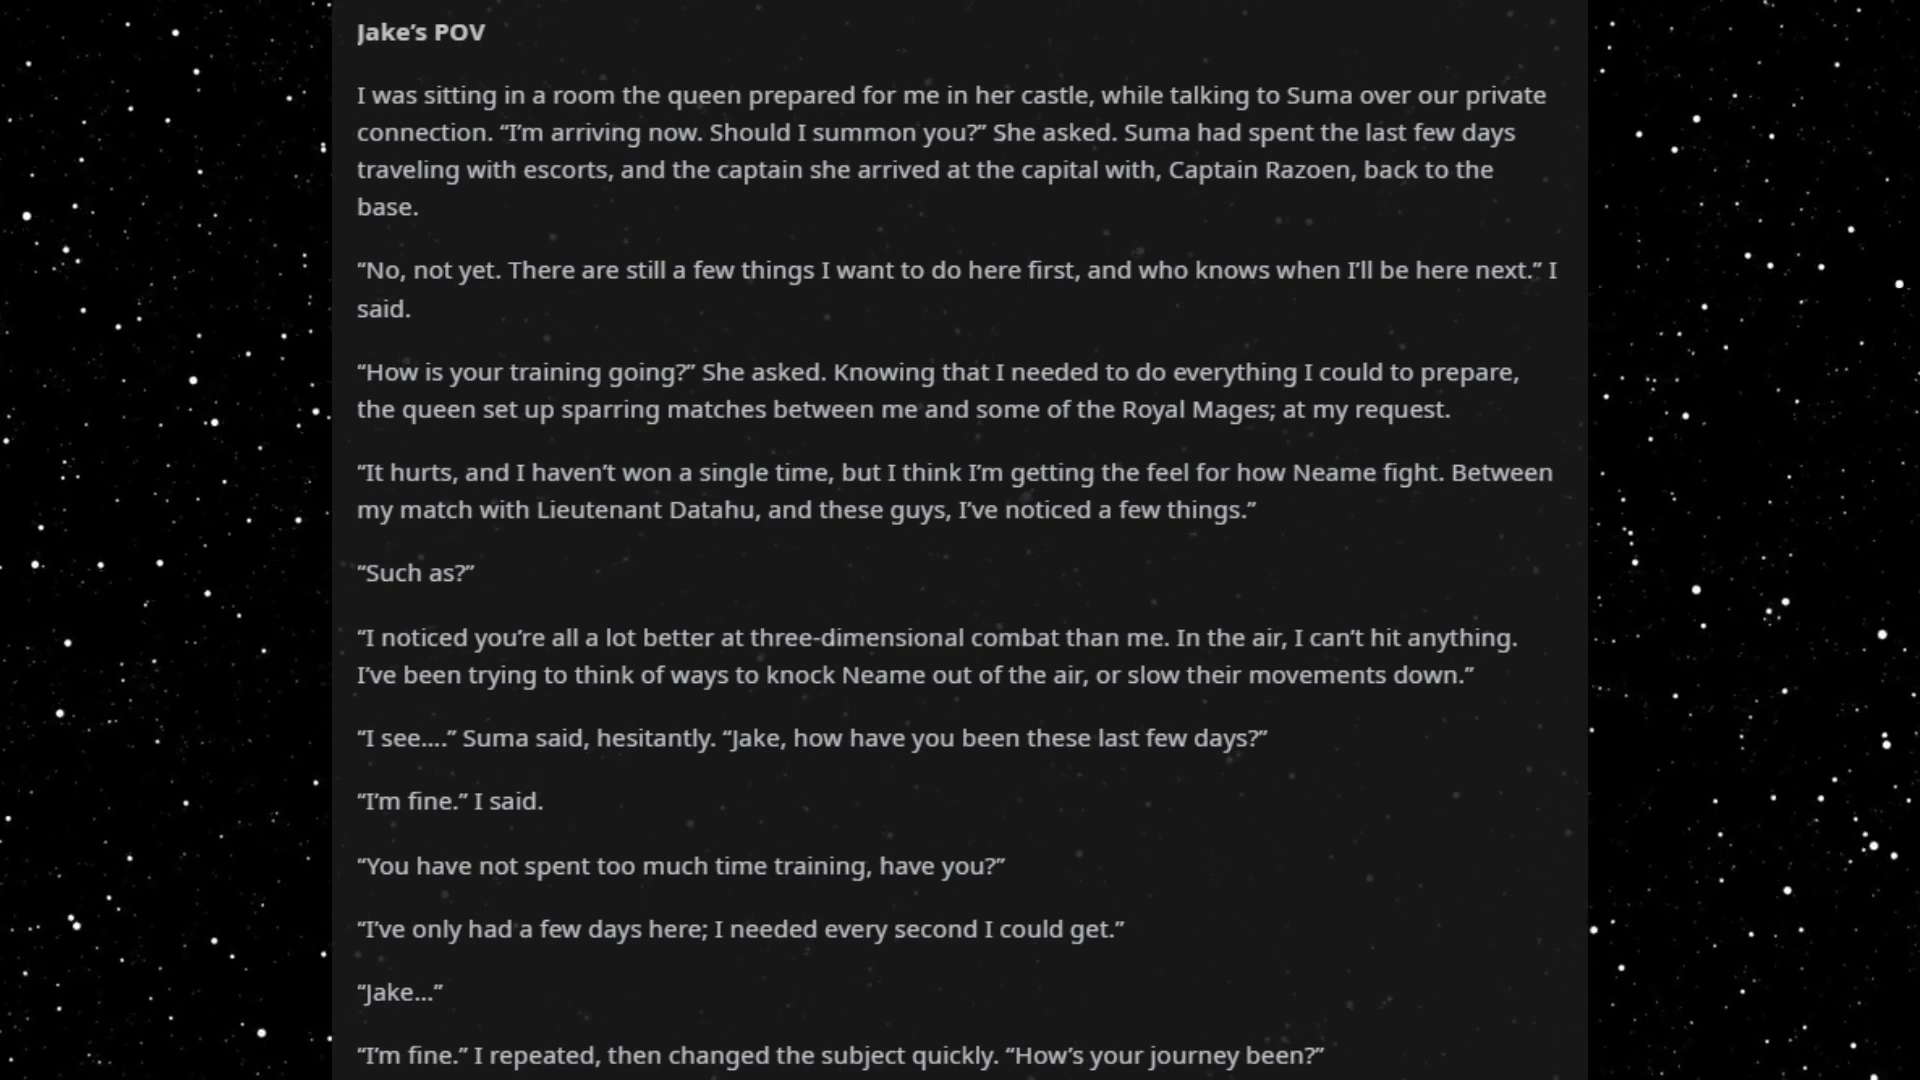 Jake’s POV
I was sitting in a room the queen prepared for me in her castle, while talking to Suma over our private
connection. “I’m arriving now. Should I summon you?” She asked. Suma had spent the last few days
traveling with escorts, and the captain she arrived at the capital with, Captain Razoen, back to the
base.
“No, not yet. There are still a few things I want to do here first, and who knows when I’ll be here next.” I
said.
“How is your training going?” She asked. Knowing that I needed to do everything I could to prepare,
the queen set up sparring matches between me and some of the Royal Mages; at my request.
“It hurts, and I haven’t won a single time, but I think I’m getting the feel for how Neame fight. Between
my match with Lieutenant Datahu, and these guys, I’ve noticed a few things.”
“Such as?”
“I noticed you’re all a lot better at three-dimensional combat than me. In the air, I can’t hit anything.
I’ve been trying to think of ways to knock Neame out of the air, or slow their movements down.”
“I see....” Suma said, hesitantly. “Jake, how have you been these last few days?”
“I’m fine.” I said.
“You have not spent too much time training, have you?”
“I’ve only had a few days here; I needed every second I could get.”
“Jake...”
“I’m fine.” I repeated, then changed the subject quickly. “How’s your journey been?”